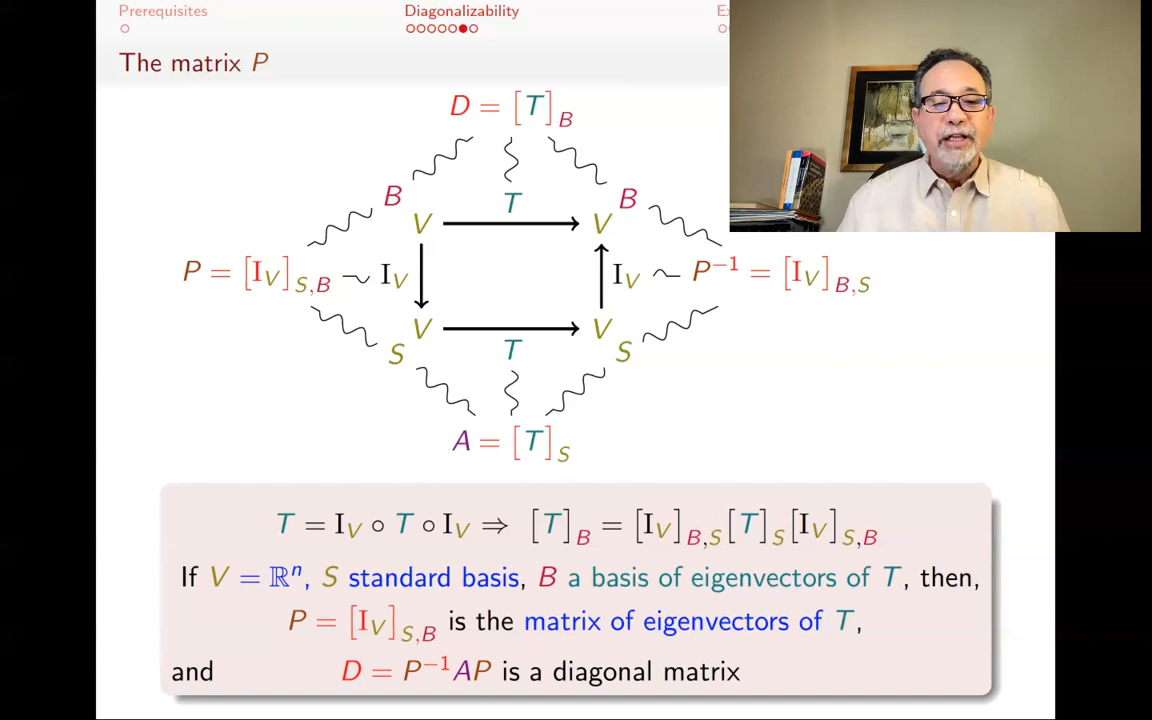 Prerequisites
Diagonalizability
The matrix P
D = [T]_B
B T B
V V
P = [I_V]_{S,B} ∼ I_V I_V ∼ P^{-1} = [I_V]_{B,S}
V V
S T S
A = [T]_S
T = I_V ∘ T ∘ I_V ⇒ [T]_B = [I_V]_{B,S} [T]_S [I_V]_{S,B}
If V = ℝⁿ, S standard basis, B a basis of eigenvectors of T, then,
P = [I_V]_{S,B} is the matrix of eigenvectors of T,
and D = P^{-1}AP is a diagonal matrix